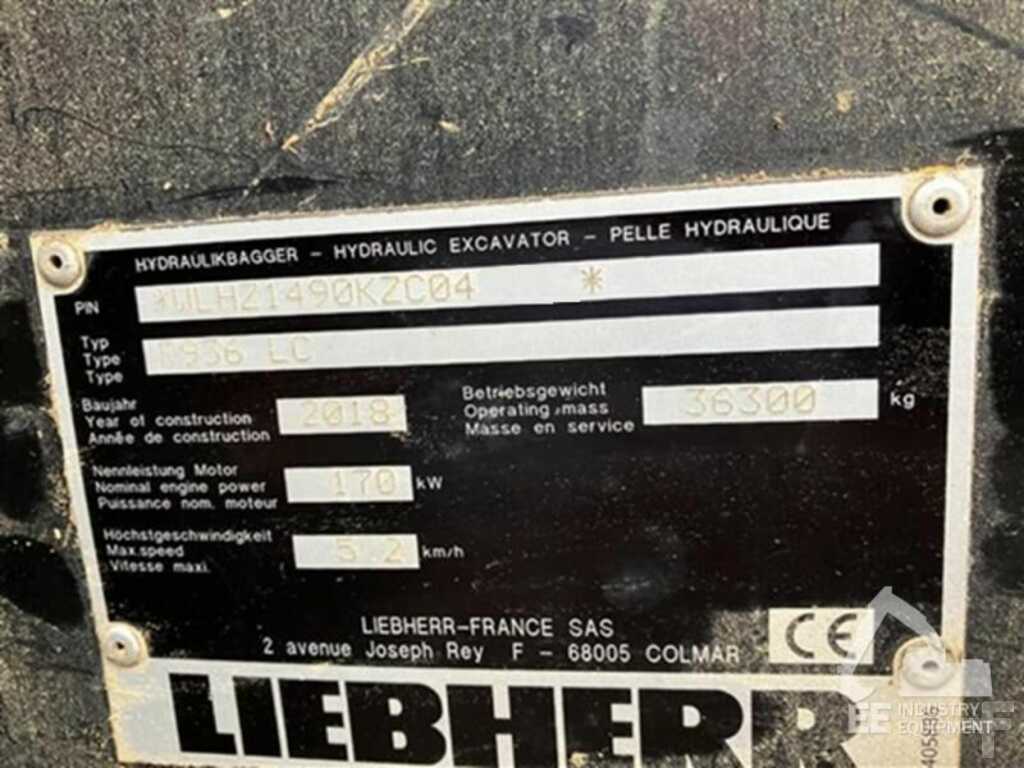 HYDRAULIKBAGGER - HYDRAULIC EXCAVATOR - PELLE HYDRAULIQUE
PIN *WLHZ1490KZC04 *
Typ
Type
Type
R936 LC
Baujahr
Year of construction
Année de construction
2018
Betriebsgewicht
Operating mass
Masse en service
36300 kg
Nennleistung Motor
Nominal engine power
Puissance nom. moteur
170 kW
Höchstgeschwindigkeit
Max.speed
Vitesse maxi.
5.2 km/h
LIEBHERR-FRANCE SAS
2 avenue Joseph Rey F - 68005 COLMAR
CE
LIEBHERR
EE INDUSTRY
EQUIPMENT